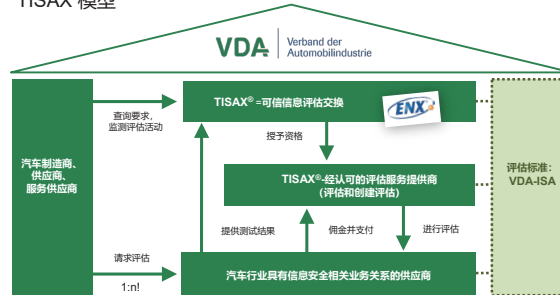 TISAX 模型
VDA
Verband der
Automobilindustrie
TISAX® =可信信息评估交换
ENX
查询要求，
监测评估活动
授予资格
汽车制造商、
供应商、
服务供应商
TISAX®-经认可的评估服务提供商
（评估和创建评估）
评估标准：
VDA-ISA
提供测试结果
佣金并支付
进行评估
请求评估
1:n!
汽车行业具有信息安全相关业务关系的供应商